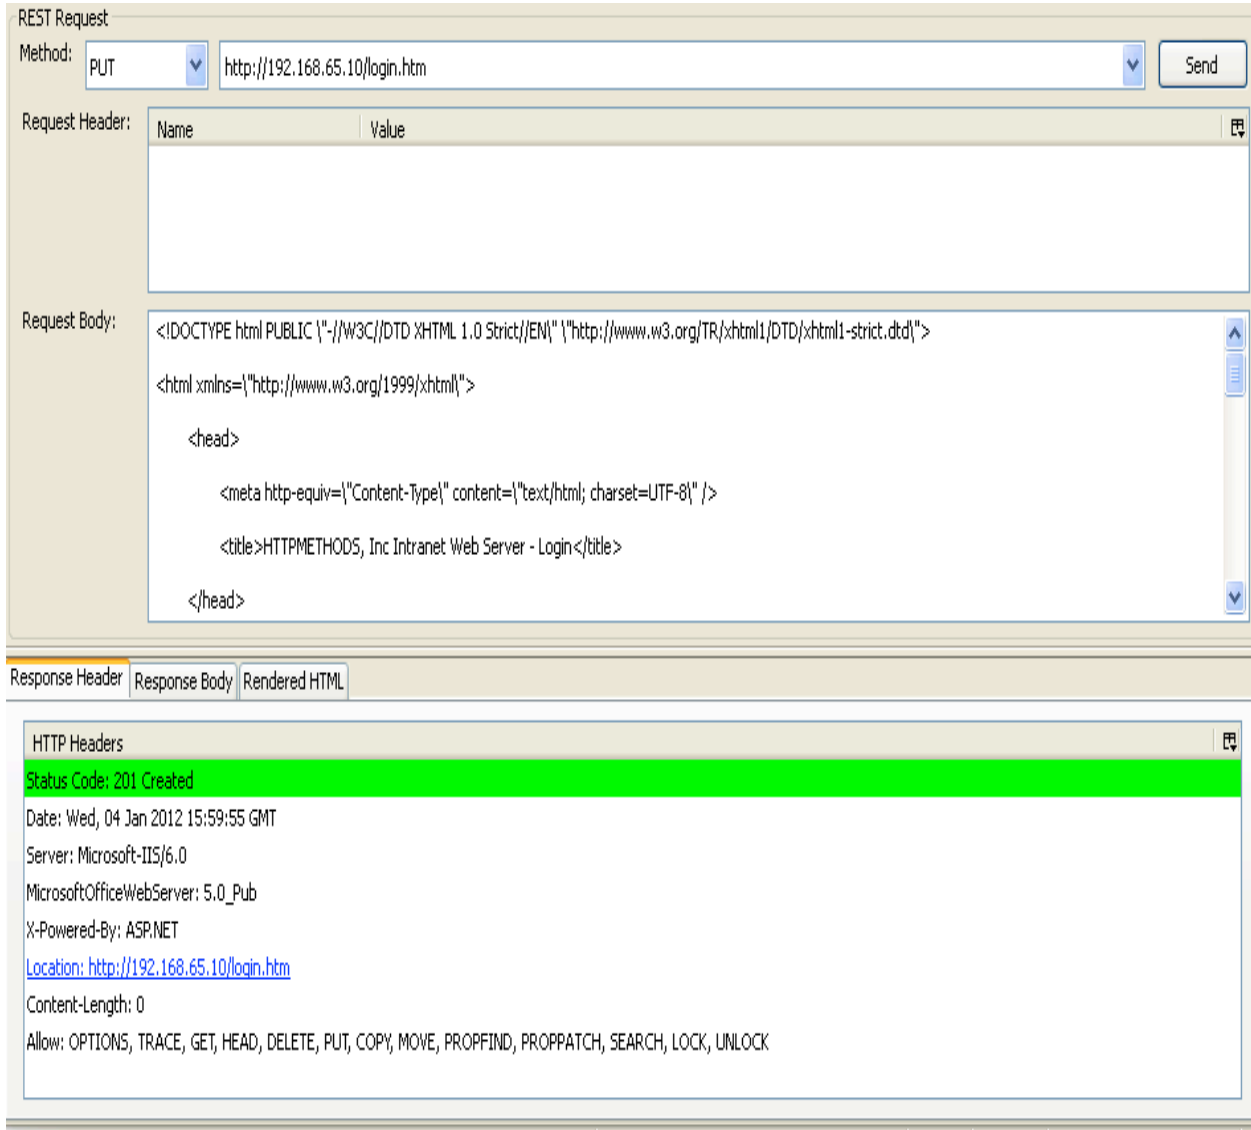 REST Request
Method: PUT http://192.168.65.10/login.htm Send
Request Header: Name Value
Request Body:
<!DOCTYPE html PUBLIC \"-//W3C//DTD XHTML 1.0 Strict//EN\" \"http://www.w3.org/TR/xhtml1/DTD/xhtml1-strict.dtd\">
<html xmlns=\"http://www.w3.org/1999/xhtml\">
<head>
<meta http-equiv=\"Content-Type\" content=\"text/html; charset=UTF-8\" />
<title>HTTPMETHODS, Inc Intranet Web Server - Login</title>
</head>
Response Header Response Body Rendered HTML
HTTP Headers
Status Code: 201 Created
Date: Wed, 04 Jan 2012 15:59:55 GMT
Server: Microsoft-IIS/6.0
MicrosoftOfficeWebServer: 5.0_Pub
X-Powered-By: ASP.NET
Location: http://192.168.65.10/login.htm
Content-Length: 0
Allow: OPTIONS, TRACE, GET, HEAD, DELETE, PUT, COPY, MOVE, PROPFIND, PROPPATCH, SEARCH, LOCK, UNLOCK